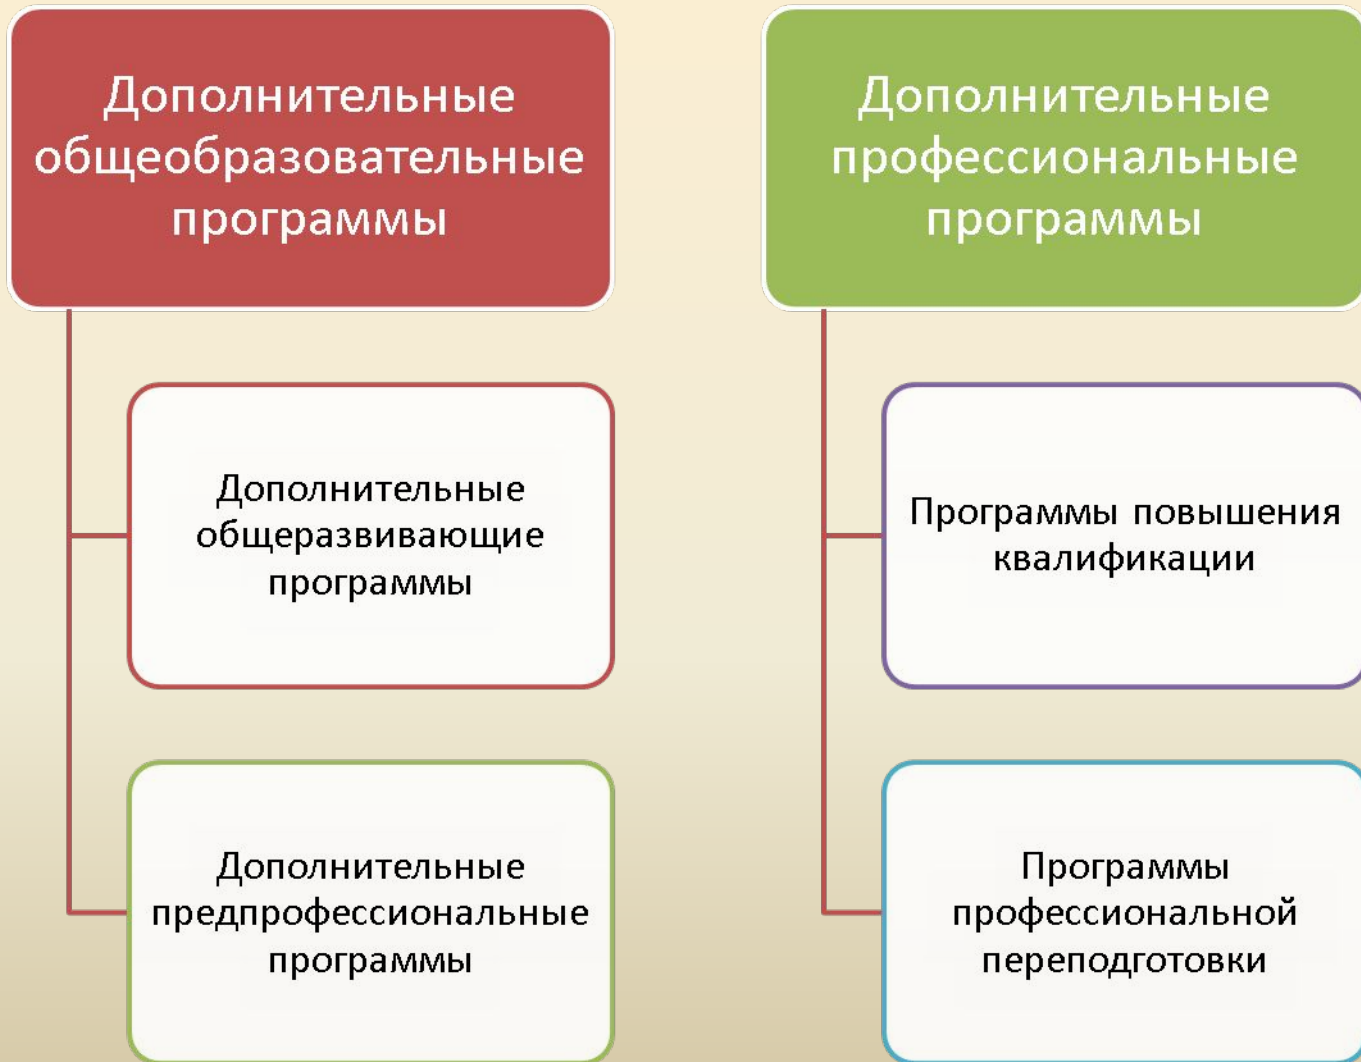 Дополнительные
общеобразовательные
программы
Дополнительные
общеразвивающие
программы
Дополнительные
предпрофессиональные
программы
Дополнительные
профессиональные
программы
Программы повышения
квалификации
Программы
профессиональной
переподготовки